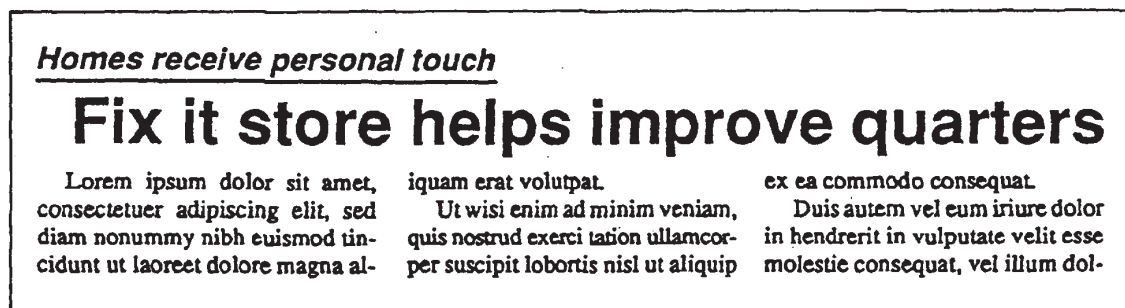 Homes receive personal touch
Fix it store helps improve quarters
Lorem ipsum dolor sit amet,
consectetuer adipiscing elit, sed
diam nonummy nibh euismod tin-
cidunt ut laoreet dolore magna al-
iquam erat volutpat.
Ut wisi enim ad minim veniam,
quis nostrud exerci tation ullamcor-
per suscipit lobortis nisl ut aliquip
ex ea commodo consequat.
Duis autem vel eum iriure dolor
in hendrerit in vulputate velit esse
molestie consequat, vel illum dol-